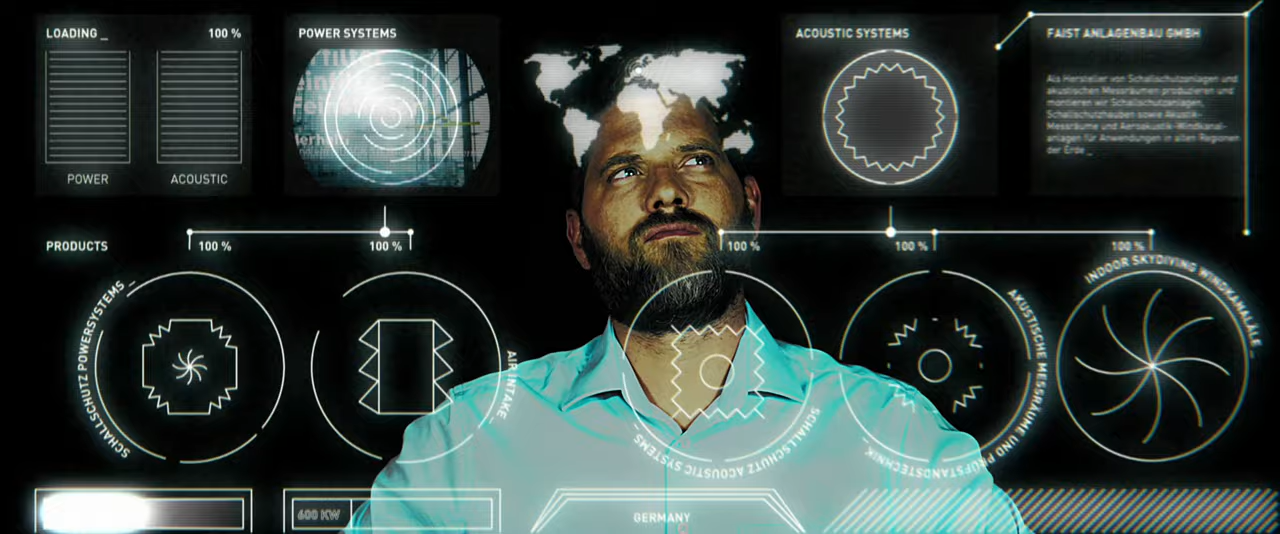 LOADING _ 100 %
POWER ACOUSTIC
POWER SYSTEMS
ACOUSTIC SYSTEMS
FAIST ANLAGENBAU GMBH
Als Hersteller von Schallschutzanlagen und
akustischen Messräumen produzieren und
montieren wir Schallschutzanlagen,
Schallschutzhauben sowie Akustik-
Messräume und Aeroakustik-Windkanal-
anlagen für Anwendungen in allen Regionen
der Erde _
PRODUCTS
100 %
100 %
100 %
100 %
100 %
SCHALLSCHUTZ POWERSYSTEMS _
AIR INTAKE _
SCHALLSCHUTZ ACOUSTIC SYSTEMS _
AKUSTISCHE MESSRÄUME UND PRÜFSTANDSTECHNIK _
INDOOR SKYDIVING WINDKANALÄLE _
600 KW
GERMANY